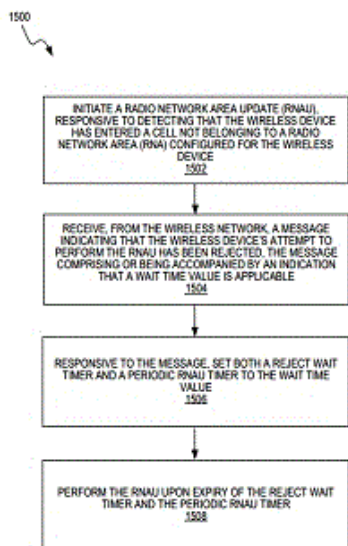 1500
INITIATE A RADIO NETWORK AREA UPDATE (RNAU),
RESPONSIVE TO DETECTING THAT THE WIRELESS DEVICE
HAS ENTERED A CELL NOT BELONGING TO A RADIO
NETWORK AREA (RNA) CONFIGURED FOR THE WIRELESS
DEVICE
1502
RECEIVE, FROM THE WIRELESS NETWORK, A MESSAGE
INDICATING THAT THE WIRELESS DEVICE'S ATTEMPT TO
PERFORM THE RNAU HAS BEEN REJECTED, THE MESSAGE
COMPRISING OR BEING ACCOMPANIED BY AN INDICATION
THAT A WAIT TIME VALUE IS APPLICABLE
1504
RESPONSIVE TO THE MESSAGE, SET BOTH A REJECT WAIT
TIMER AND A PERIODIC RNAU TIMER TO THE WAIT TIME
VALUE
1506
PERFORM THE RNAU UPON EXPIRY OF THE REJECT WAIT
TIMER AND THE PERIODIC RNAU TIMER
1508